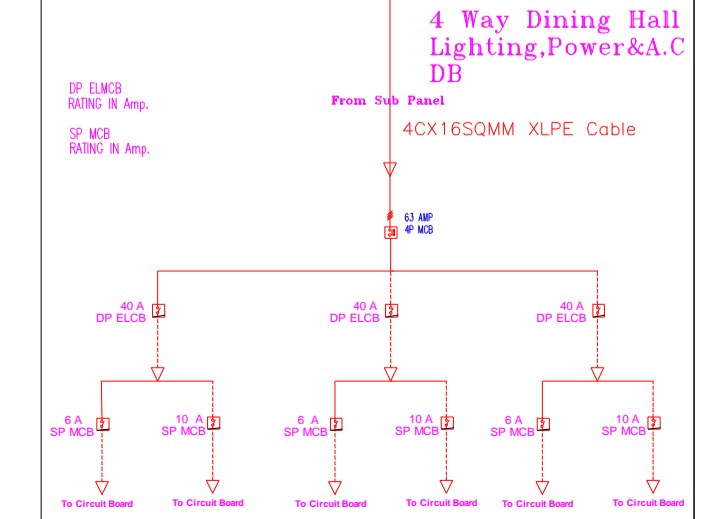 4 Way Dining Hall
Lighting,Power&A.C
DB
DP ELMCB
RATING IN Amp.
From Sub Panel
SP MCB
RATING IN Amp.
4CX16SQMM XLPE Cable
63 AMP
4P MCB
40 A
DP ELCB
40 A
DP ELCB
40 A
DP ELCB
6 A
SP MCB
10 A
SP MCB
6 A
SP MCB
10 A
SP MCB
6 A
SP MCB
10 A
SP MCB
To Circuit Board
To Circuit Board
To Circuit Board
To Circuit Board
To Circuit Board
To Circuit Board